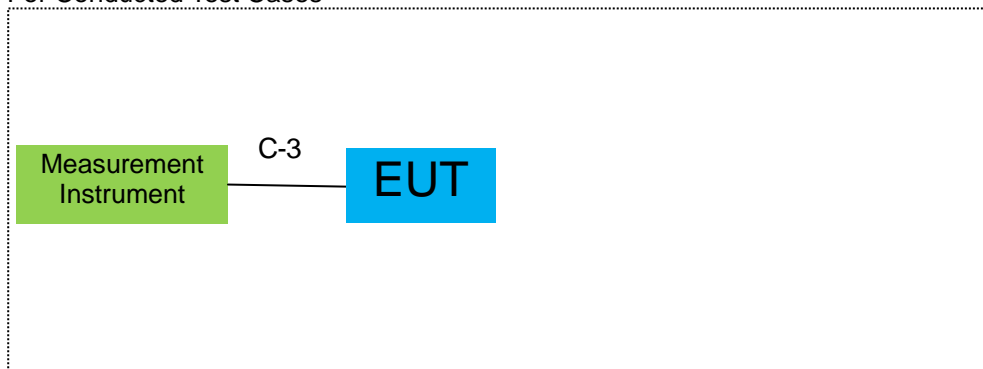 For Conducted Test Cases
C-3
Measurement
Instrument
EUT